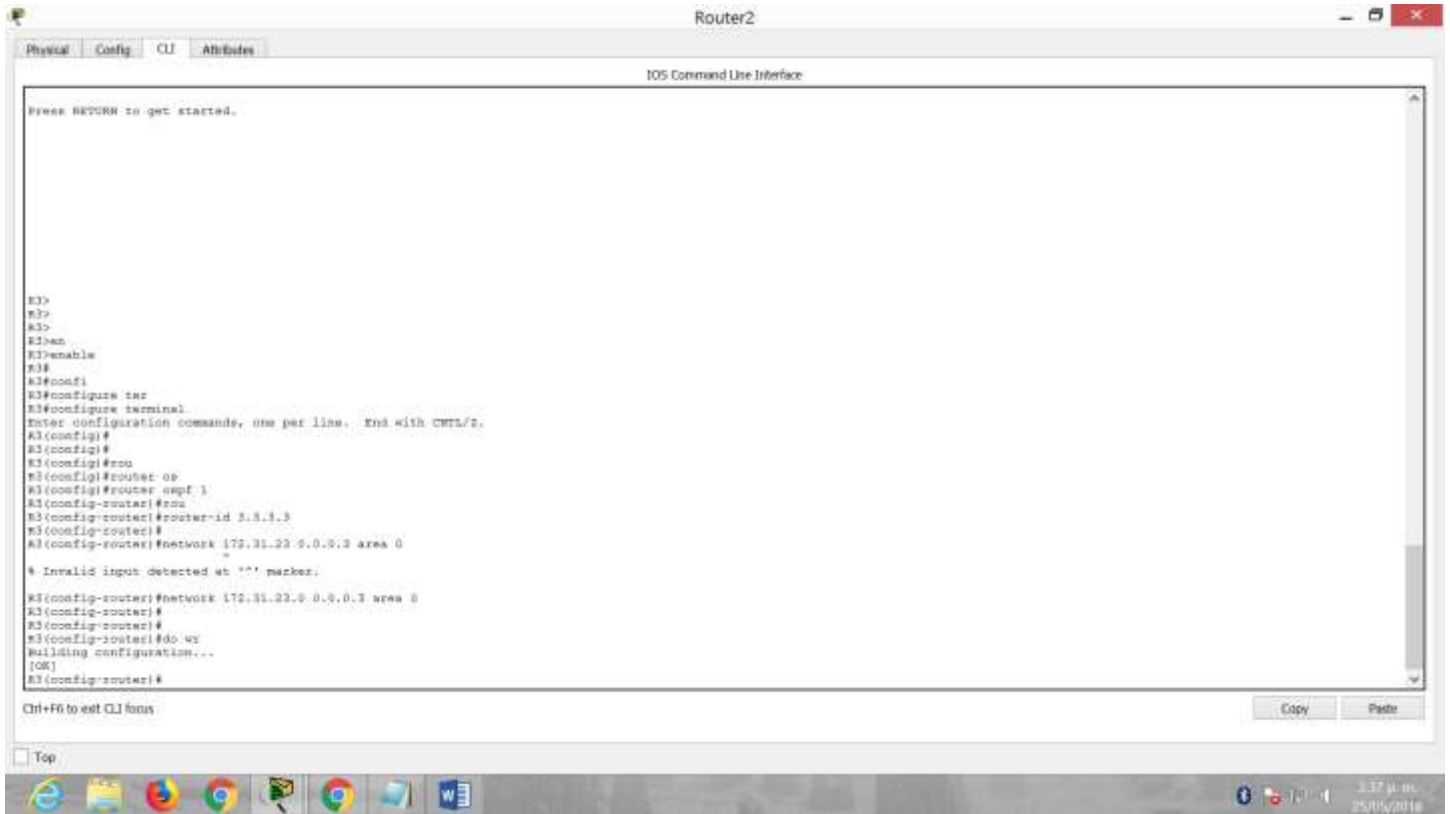 Router2
Physical Config CLI Attributes
IOS Command Line Interface
Press RETURN to get started.
R3>
R3>
R3>
R3>en
R3>enable
R3#
R3#confi
R3#configure ter
R3#configure terminal
Enter configuration commands, one per line. End with CNTL/Z.
R3(config)#
R3(config)#
R3(config)#rou
R3(config)#router os
R3(config)#router ospf 1
R3(config-router)#rou
R3(config-router)#router-id 3.3.3.3
R3(config-router)#
R3(config-router)#network 172.31.23 0.0.0.3 area 0
^
% Invalid input detected at '^' marker.
R3(config-router)#network 172.31.23.0 0.0.0.3 area 0
R3(config-router)#
R3(config-router)#
R3(config-router)#do wr
Building configuration...
[OK]
R3(config-router)#
Ctrl+F6 to exit CLI focus
Copy Paste
Top
3:37 p. m.
25/05/2018